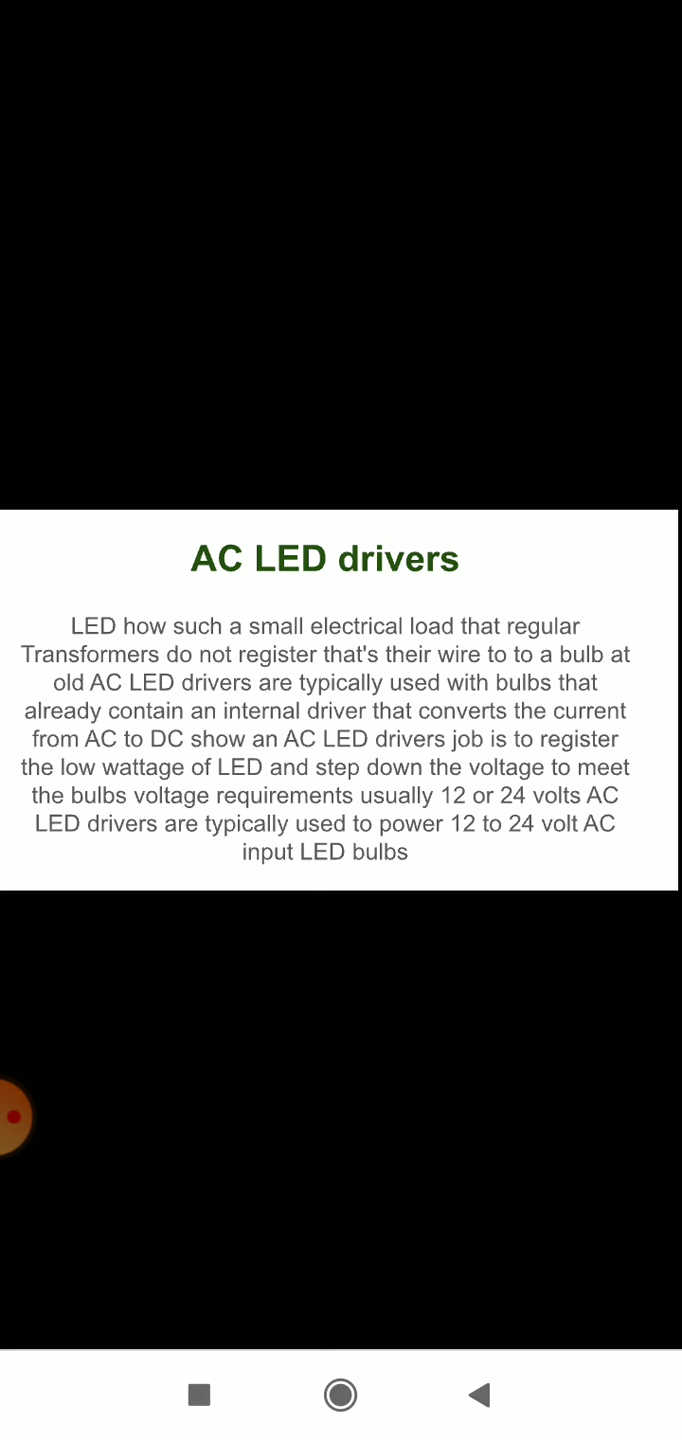 AC LED drivers
LED how such a small electrical load that regular
Transformers do not register that's their wire to to a bulb at
old AC LED drivers are typically used with bulbs that
already contain an internal driver that converts the current
from AC to DC show an AC LED drivers job is to register
the low wattage of LED and step down the voltage to meet
the bulbs voltage requirements usually 12 or 24 volts AC
LED drivers are typically used to power 12 to 24 volt AC
input LED bulbs